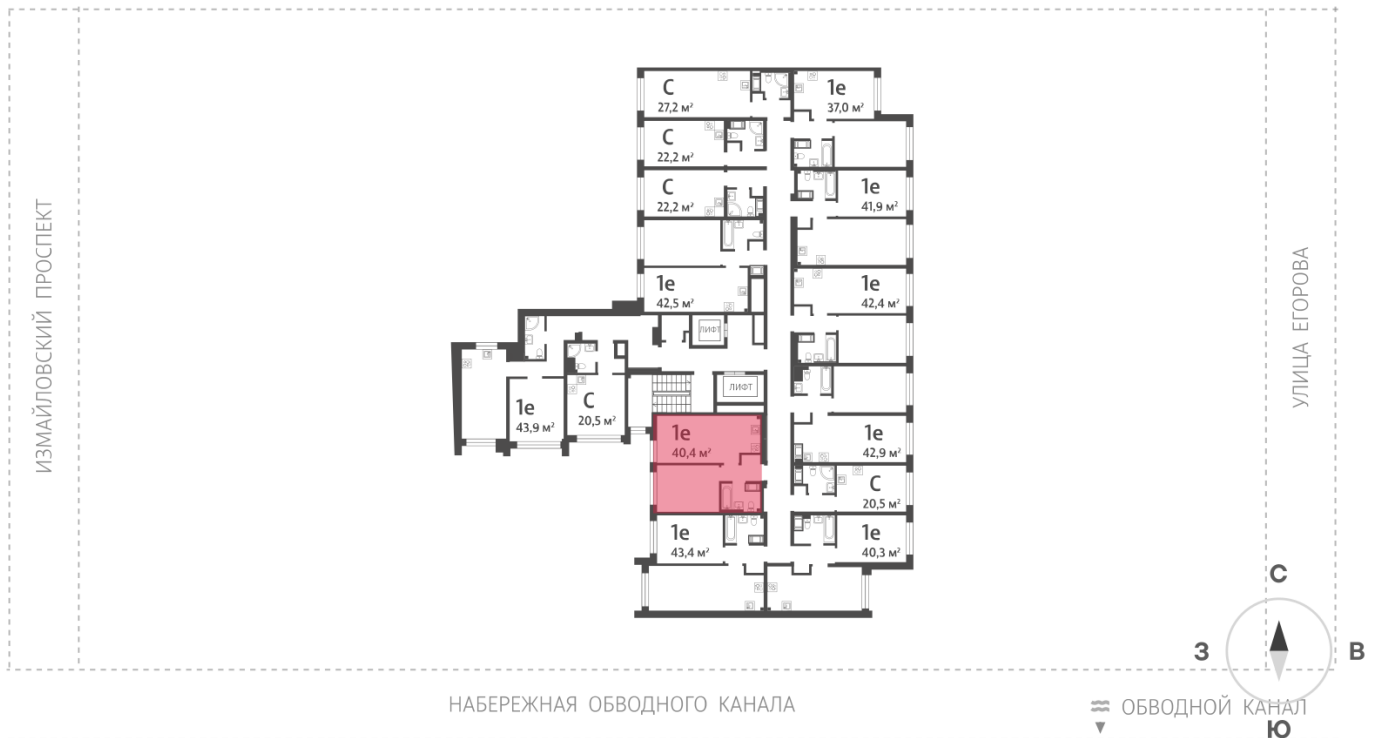 С
27,2 м²
1е
37,0 м²
С
22,2 м²
С
22,2 м²
1е
41,9 м²
1е
42,5 м²
1е
42,4 м²
ЛИФТ
ЛИФТ
1е
43,9 м²
С
20,5 м²
1е
40,4 м²
1е
42,9 м²
С
20,5 м²
1е
43,4 м²
1е
40,3 м²
ИЗМАЙЛОВСКИЙ ПРОСПЕКТ
УЛИЦА ЕГОРОВА
НАБЕРЕЖНАЯ ОБВОДНОГО КАНАЛА
ОБВОДНОЙ КАНАЛ
С
З
В
Ю